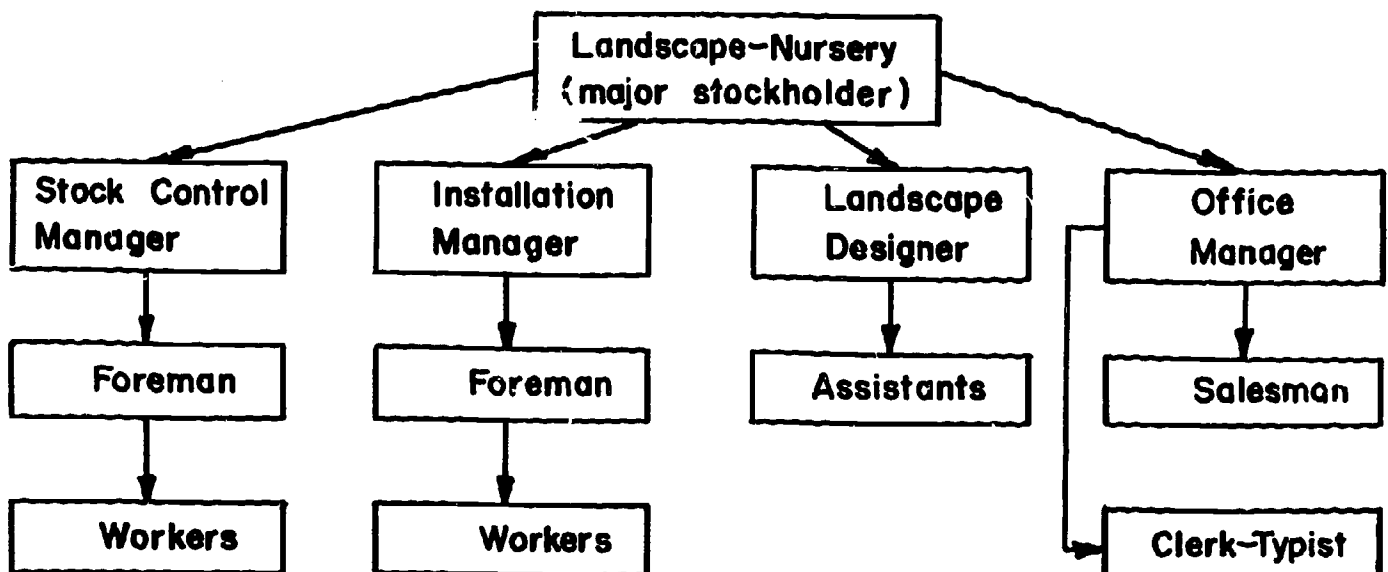 Landscape-Nursery
(major stockholder)
Stock Control
Manager
Installation
Manager
Landscape
Designer
Office
Manager
Foreman
Foreman
Assistants
Salesman
Workers
Workers
Clerk-Typist